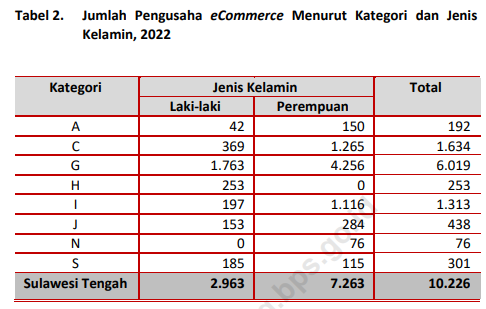 Tabel 2. Jumlah Pengusaha eCommerce Menurut Kategori dan Jenis
Kelamin, 2022
Kategori Jenis Kelamin Total
Laki-laki Perempuan
A 42 150 192
C 369 1.265 1.634
G 1.763 4.256 6.019
H 253 0 253
I 197 1.116 1.313
J 153 284 438
N 0 76 76
S 185 115 301
Sulawesi Tengah 2.963 7.263 10.226